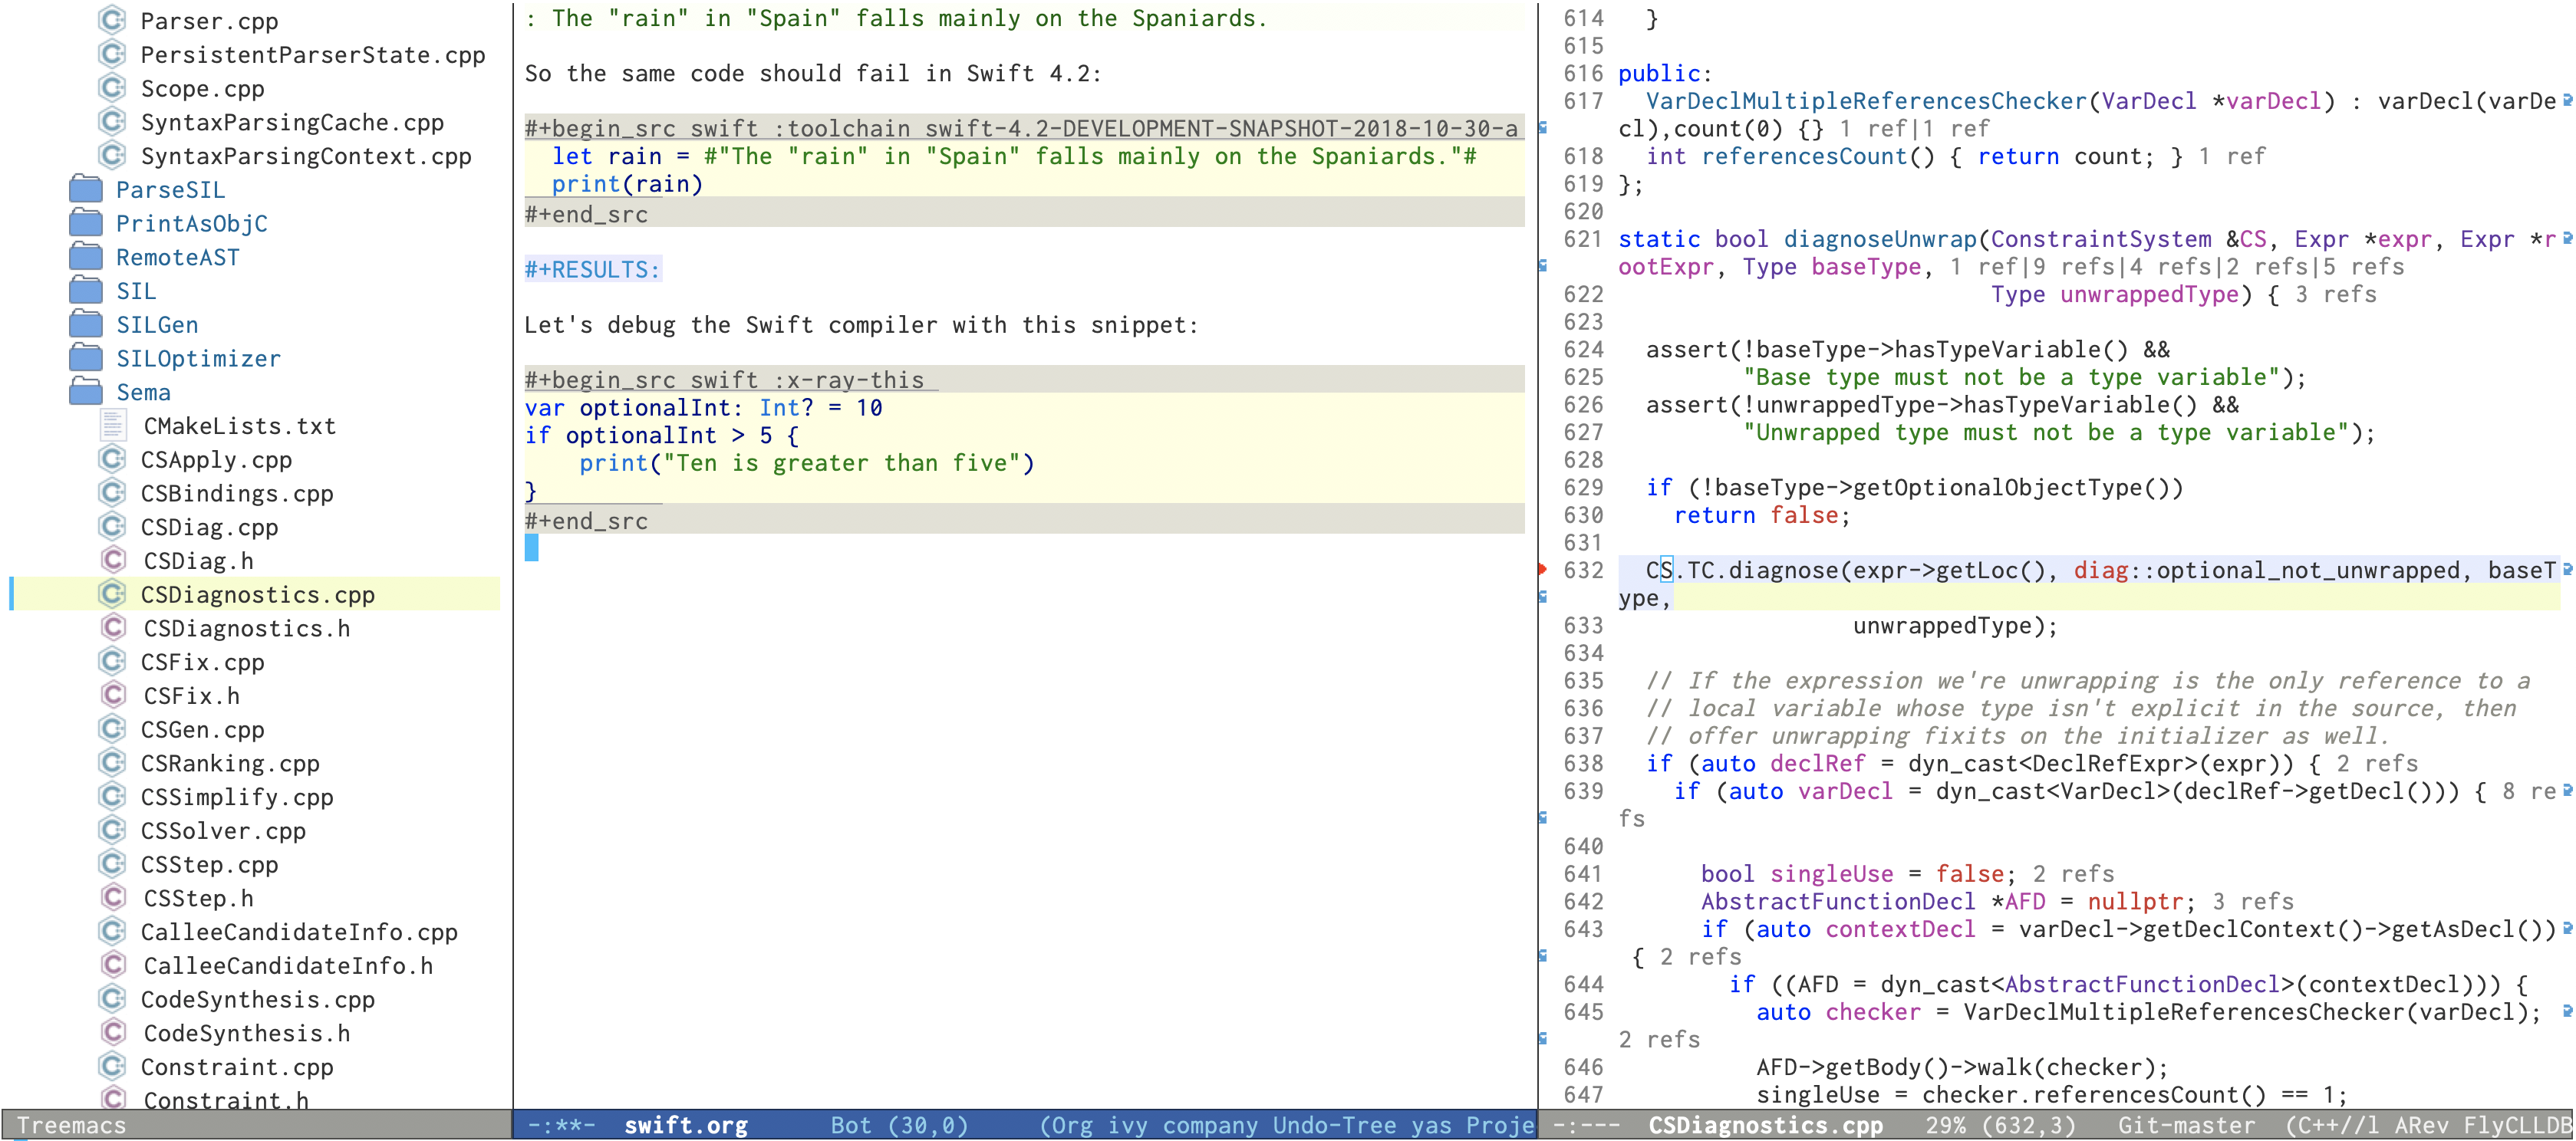 Parser.cpp
PersistentParserState.cpp
Scope.cpp
SyntaxParsingCache.cpp
SyntaxParsingContext.cpp
ParseSIL
PrintAsObjC
RemoteAST
SIL
SILGen
SILOptimizer
Sema
CMakeLists.txt
CSApply.cpp
CSBindings.cpp
CSDiag.cpp
CSDiag.h
CSDiagnostics.cpp
CSDiagnostics.h
CSFix.cpp
CSFix.h
CSGen.cpp
CSRanking.cpp
CSSimplify.cpp
CSSolver.cpp
CSStep.cpp
CSStep.h
CalleeCandidateInfo.cpp
CalleeCandidateInfo.h
CodeSynthesis.cpp
CodeSynthesis.h
Constraint.cpp
Constraint.h
Treemacs
: The "rain" in "Spain" falls mainly on the Spaniards.
So the same code should fail in Swift 4.2:
#+begin_src swift :toolchain swift-4.2-DEVELOPMENT-SNAPSHOT-2018-10-30-a
let rain = #"The "rain" in "Spain" falls mainly on the Spaniards."#
print(rain)
#+end_src
#+RESULTS:
Let's debug the Swift compiler with this snippet:
#+begin_src swift :x-ray-this
var optionalInt: Int? = 10
if optionalInt > 5 {
print("Ten is greater than five")
}
#+end_src
-:**- swift.org Bot (30,0) (Org ivy company Undo-Tree yas Proje
614 }
615
616 public:
617 VarDeclMultipleReferencesChecker(VarDecl *varDecl) : varDecl(varDe
cl),count(0) {} 1 ref|1 ref
618 int referencesCount() { return count; } 1 ref
619 };
620
621 static bool diagnoseUnwrap(ConstraintSystem &CS, Expr *expr, Expr *r
ootExpr, Type baseType, 1 ref|9 refs|4 refs|2 refs|5 refs
622 Type unwrappedType) { 3 refs
623
624 assert(!baseType->hasTypeVariable() &&
625 "Base type must not be a type variable");
626 assert(!unwrappedType->hasTypeVariable() &&
627 "Unwrapped type must not be a type variable");
628
629 if (!baseType->getOptionalObjectType())
630 return false;
631
632 CS.TC.diagnose(expr->getLoc(), diag::optional_not_unwrapped, baseT
ype,
633 unwrappedType);
634
635 // If the expression we're unwrapping is the only reference to a
636 // local variable whose type isn't explicit in the source, then
637 // offer unwrapping fixits on the initializer as well.
638 if (auto declRef = dyn_cast<DeclRefExpr>(expr)) { 2 refs
639 if (auto varDecl = dyn_cast<VarDecl>(declRef->getDecl())) { 8 re
fs
640
641 bool singleUse = false; 2 refs
642 AbstractFunctionDecl *AFD = nullptr; 3 refs
643 if (auto contextDecl = varDecl->getDeclContext()->getAsDecl())
{ 2 refs
644 if ((AFD = dyn_cast<AbstractFunctionDecl>(contextDecl))) {
645 auto checker = VarDeclMultipleReferencesChecker(varDecl);
2 refs
646 AFD->getBody()->walk(checker);
647 singleUse = checker.referencesCount() == 1;
-:--- CSDiagnostics.cpp 29% (632,3) Git-master (C++//l ARev FlyCLLDB